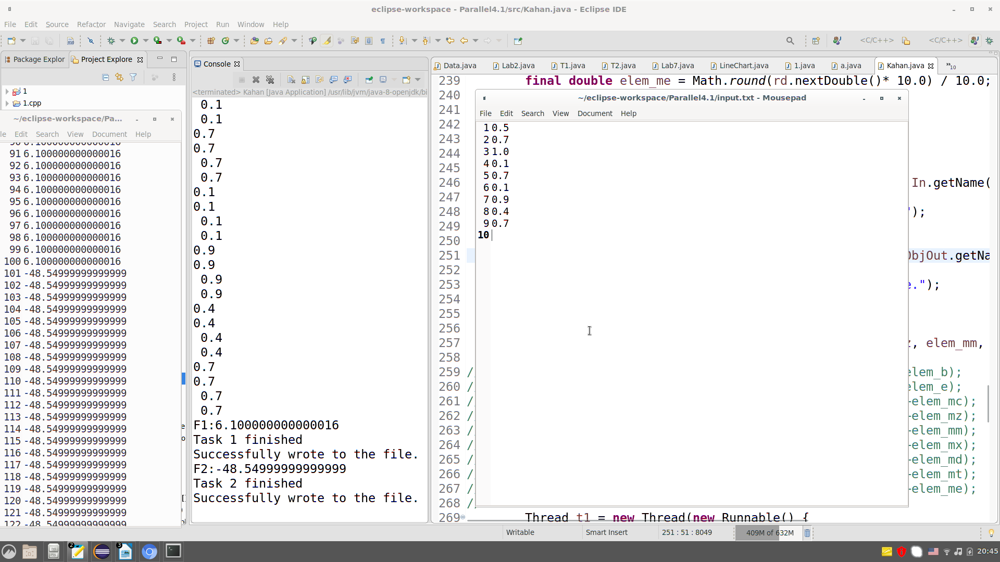 eclipse-workspace - Parallel4.1/src/Kahan.java - Eclipse IDE
File Edit Source Refactor Navigate Search Project Run Window Help
<C/C++> <C/C++>
Package Explor Project Explore
1
1.cpp
~/eclipse-workspace/Pa...
le Edit Search View Document Help
90 6.100000000000016
91 6.100000000000016
92 6.100000000000016
93 6.100000000000016
94 6.100000000000016
95 6.100000000000016
96 6.100000000000016
97 6.100000000000016
98 6.100000000000016
99 6.100000000000016
100 6.100000000000016
101 -48.54999999999999
102 -48.54999999999999
103 -48.54999999999999
104 -48.54999999999999
105 -48.54999999999999
106 -48.54999999999999
107 -48.54999999999999
108 -48.54999999999999
109 -48.54999999999999
110 -48.54999999999999
111 -48.54999999999999
112 -48.54999999999999
113 -48.54999999999999
114 -48.54999999999999
115 -48.54999999999999
116 -48.54999999999999
117 -48.54999999999999
118 -48.54999999999999
119 -48.54999999999999
120 -48.54999999999999
121 -48.54999999999999
122 -48.54999999999999
Console
<terminated> Kahan [Java Application] /usr/lib/jvm/java-8-openjdk/bi
0.1
0.1
0.7
0.7
0.7
0.7
0.1
0.1
0.1
0.1
0.9
0.9
0.9
0.9
0.4
0.4
0.4
0.4
0.7
0.7
0.7
0.7
F1:6.100000000000016
Task 1 finished
Successfully wrote to the file.
F2:-48.54999999999999
Task 2 finished
Successfully wrote to the file.
Data.java Lab2.java T1.java T2.java Lab7.java LineChart.java 1.java a.java Kahan.java »10
239 final double elem_me = Math.round(rd.nextDouble()* 10.0) / 10.0;
240
241
242
243
244
245
246 In.getName(
247
248 ");
249
250
251 ObjOut.getNa
252
253 e.");
254
255
256
257 z, elem_mm,
258
259 / elem_b);
260 / elem_e);
261 / elem_mc);
262 / elem_mz);
263 / elem_mm);
264 / elem_mx);
265 / elem_md);
266 / elem_mt);
267 / elem_me);
268 /
269 Thread t1 = new Thread(new Runnable() {
~/eclipse-workspace/Parallel4.1/input.txt - Mousepad
File Edit Search View Document Help
1 0.5
2 0.7
3 1.0
4 0.1
5 0.7
6 0.1
7 0.9
8 0.4
9 0.7
10
Writable Smart Insert 251 : 51 : 8049 409M of 632M
2 3 20:45